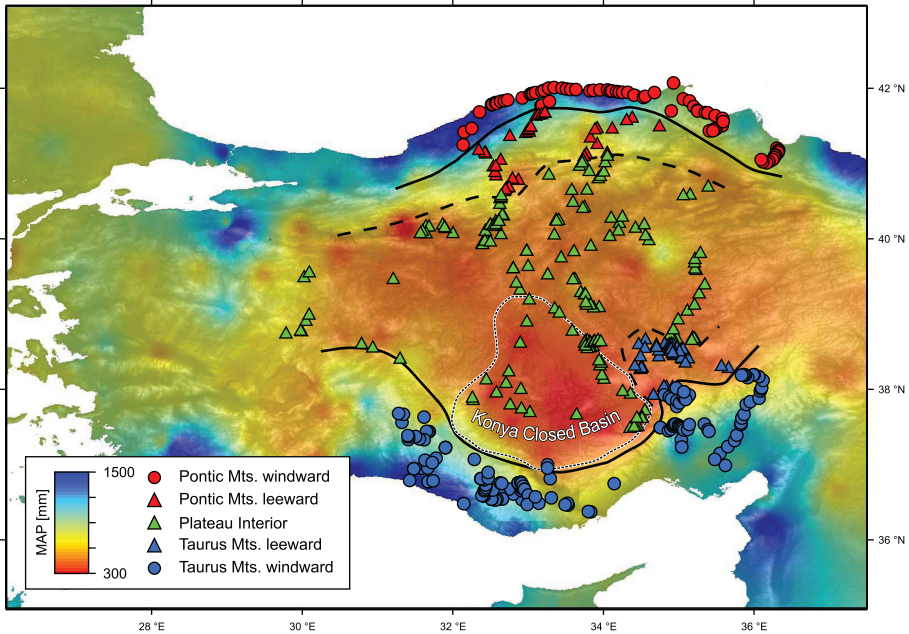 42 °N
40 °N
38 °N
36 °N
Konya Closed Basin
MAP [mm]
1500
300
Pontic Mts. windward
Pontic Mts. leeward
Plateau Interior
Taurus Mts. leeward
Taurus Mts. windward
28 °E
30 °E
32 °E
34 °E
36 °E